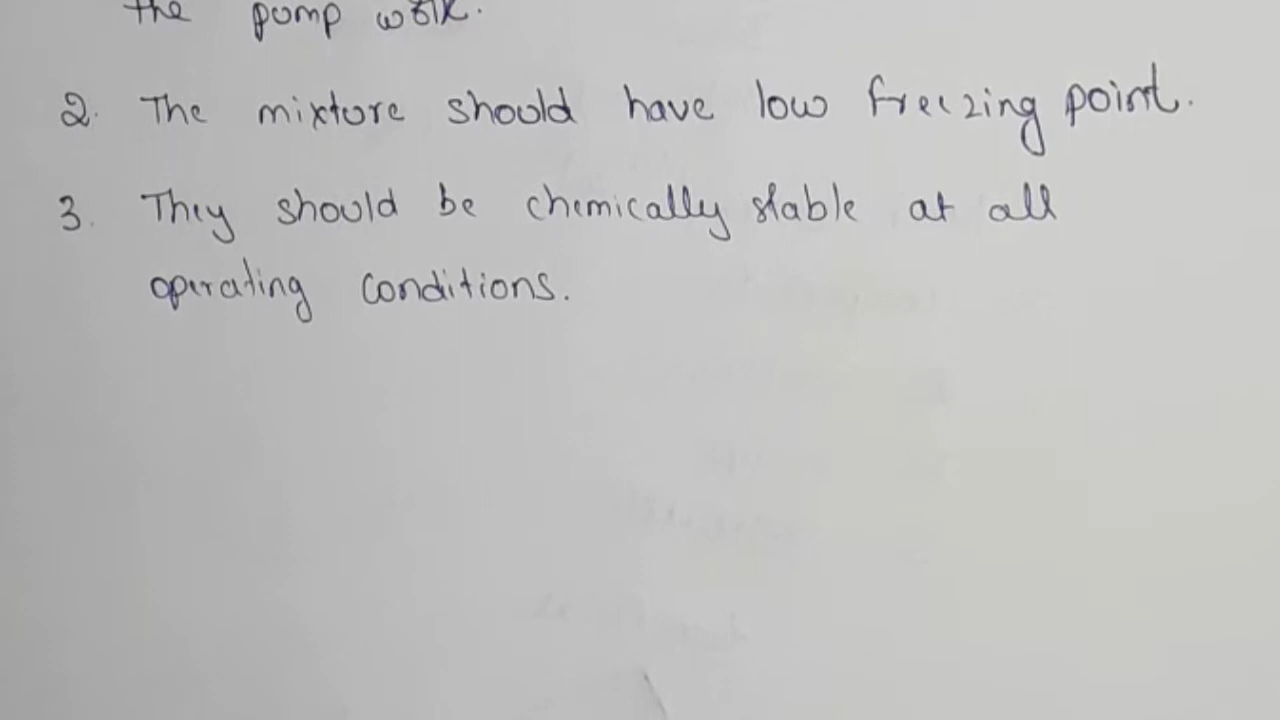 the pump work.
2. The mixture should have low freezing point.
3. They should be chemically stable at all
operating conditions.